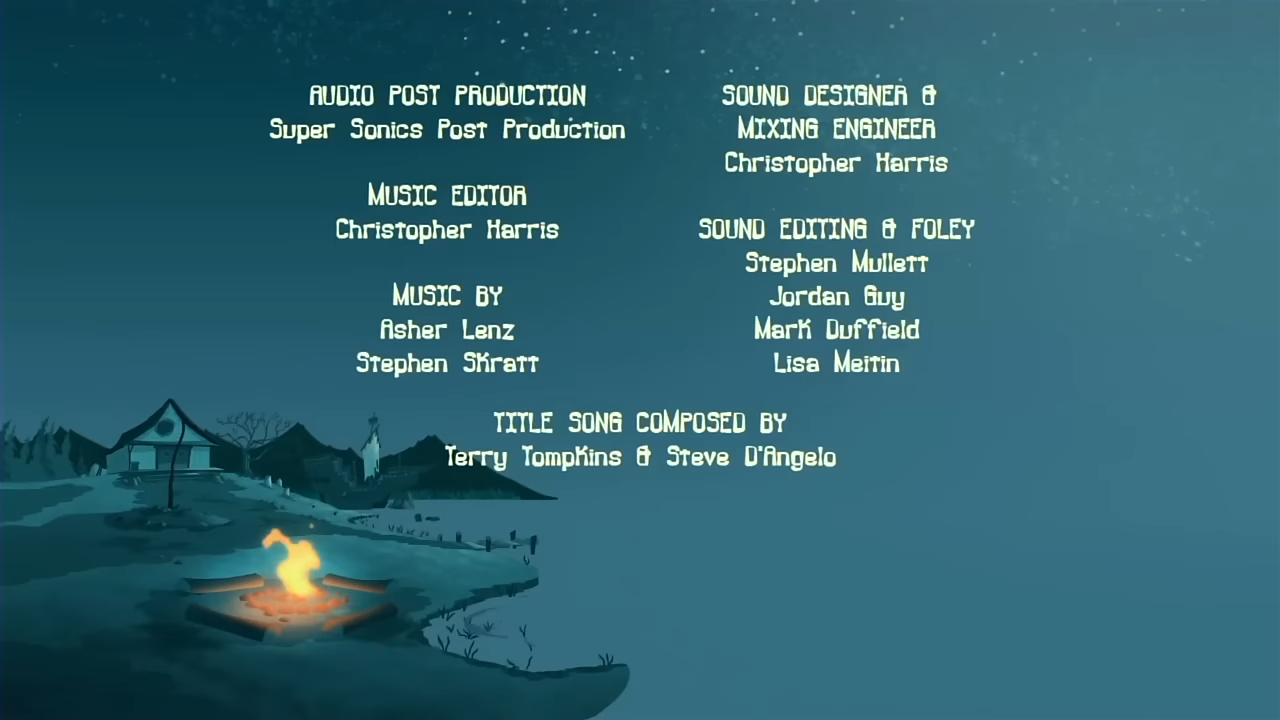 AUDIO POST PRODUCTION
Super Sonics Post Production
MUSIC EDITOR
Christopher Harris
MUSIC BY
Asher Lenz
Stephen Skratt
SOUND DESIGNER &
MIXING ENGINEER
Christopher Harris
SOUND EDITING & FOLEY
Stephen Mullett
Jordan Guy
Mark Duffield
Lisa Meitin
TITLE SONG COMPOSED BY
Terry Tompkins & Steve D'Angelo